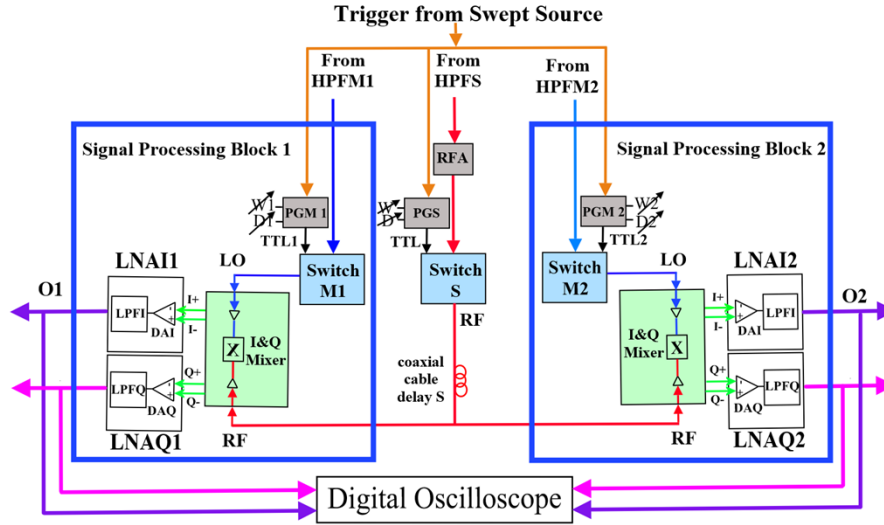 Trigger from Swept Source
From
HPFM1
From
HPFS
From
HPFM2
Signal Processing Block 1
RFA
Signal Processing Block 2
W1
D1
PGM 1
W
D
PGS
PGM 2
W2
D2
TTL1
TTL
TTL2
LO
Switch
M1
Switch
S
Switch
M2
LO
O1
LNAI1
LPFI
DAI
I+
I-
I&Q
Mixer
X
RF
coaxial
cable
delay S
I&Q
Mixer
X
I+
I-
LNAI2
DAI
LPFI
O2
LPFQ
DAQ
Q+
Q-
LNAQ1
RF
RF
Q+
Q-
DAQ
LPFQ
LNAQ2
Digital Oscilloscope